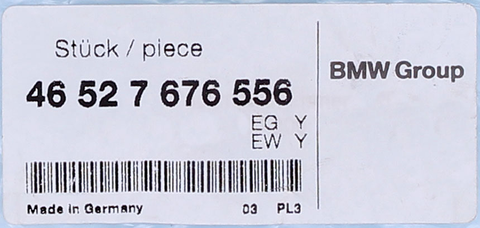 Stück / piece
46 52 7 676 556
BMW Group
EG Y
EW Y
Made in Germany 03 PL3